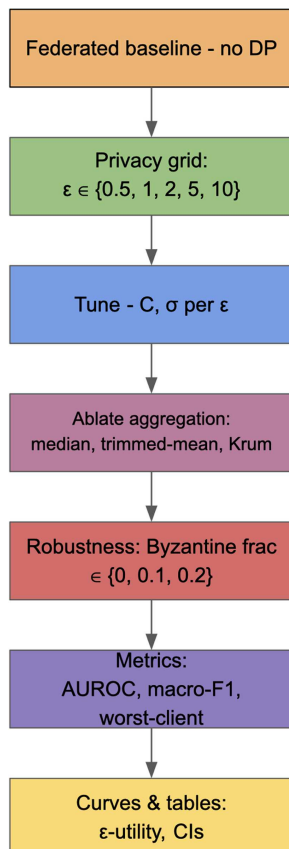 Federated baseline - no DP
Privacy grid:
ε ∈ {0.5, 1, 2, 5, 10}
Tune - C, σ per ε
Ablate aggregation:
median, trimmed-mean, Krum
Robustness: Byzantine frac
∈ {0, 0.1, 0.2}
Metrics:
AUROC, macro-F1,
worst-client
Curves & tables:
ε-utility, CIs